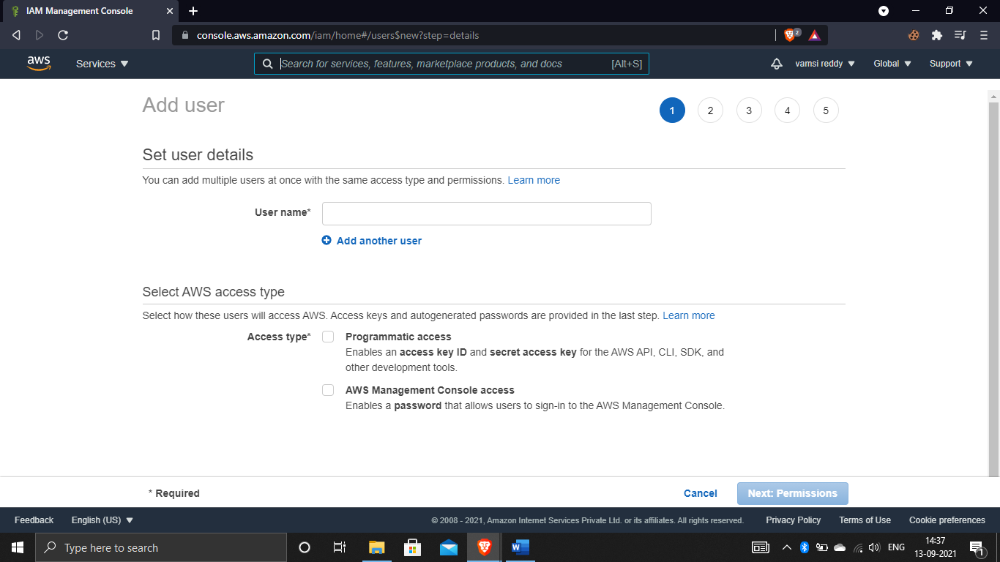 IAM Management Console
console.aws.amazon.com/iam/home#/users$new?step=details
2
aws
Services
Search for services, features, marketplace products, and docs [Alt+S]
vamsi reddy
Global
Support
Add user
1 2 3 4 5
Set user details
You can add multiple users at once with the same access type and permissions. Learn more
User name*
Add another user
Select AWS access type
Select how these users will access AWS. Access keys and autogenerated passwords are provided in the last step. Learn more
Access type*
Programmatic access
Enables an access key ID and secret access key for the AWS API, CLI, SDK, and
other development tools.
AWS Management Console access
Enables a password that allows users to sign-in to the AWS Management Console.
* Required
Cancel
Next: Permissions
Feedback
English (US)
© 2008 - 2021, Amazon Internet Services Private Ltd. or its affiliates. All rights reserved.
Privacy Policy
Terms of Use
Cookie preferences
Type here to search
W
ENG
14:37
13-09-2021
1